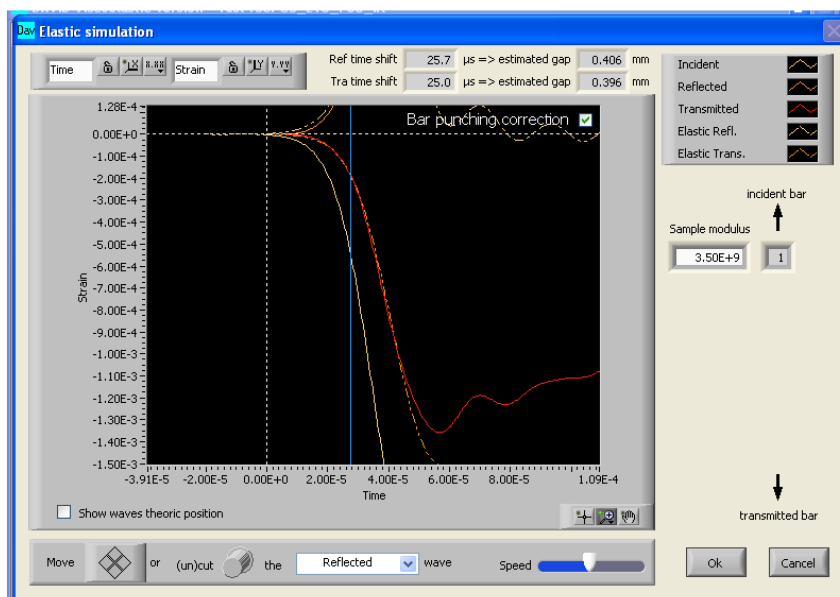 Dav Elastic simulation
Time
Strain
Ref time shift 25.7 µs => estimated gap 0.406 mm
Tra time shift 25.0 µs => estimated gap 0.396 mm
Incident
Reflected
Transmitted
Elastic Refl.
Elastic Trans.
Bar punching correction
1.28E-4
0.00E+0
-1.00E-4
-2.00E-4
-3.00E-4
-4.00E-4
-5.00E-4
-6.00E-4
-7.00E-4
-8.00E-4
-9.00E-4
-1.00E-3
-1.10E-3
-1.20E-3
-1.30E-3
-1.40E-3
-1.50E-3
Strain
-3.91E-5 -2.00E-5 0.00E+0 2.00E-5 4.00E-5 6.00E-5 8.00E-5 1.09E-4
Time
Show waves theoric position
incident bar
Sample modulus
3.50E+9 1
transmitted bar
Move or (un)cut the Reflected wave Speed
Ok Cancel